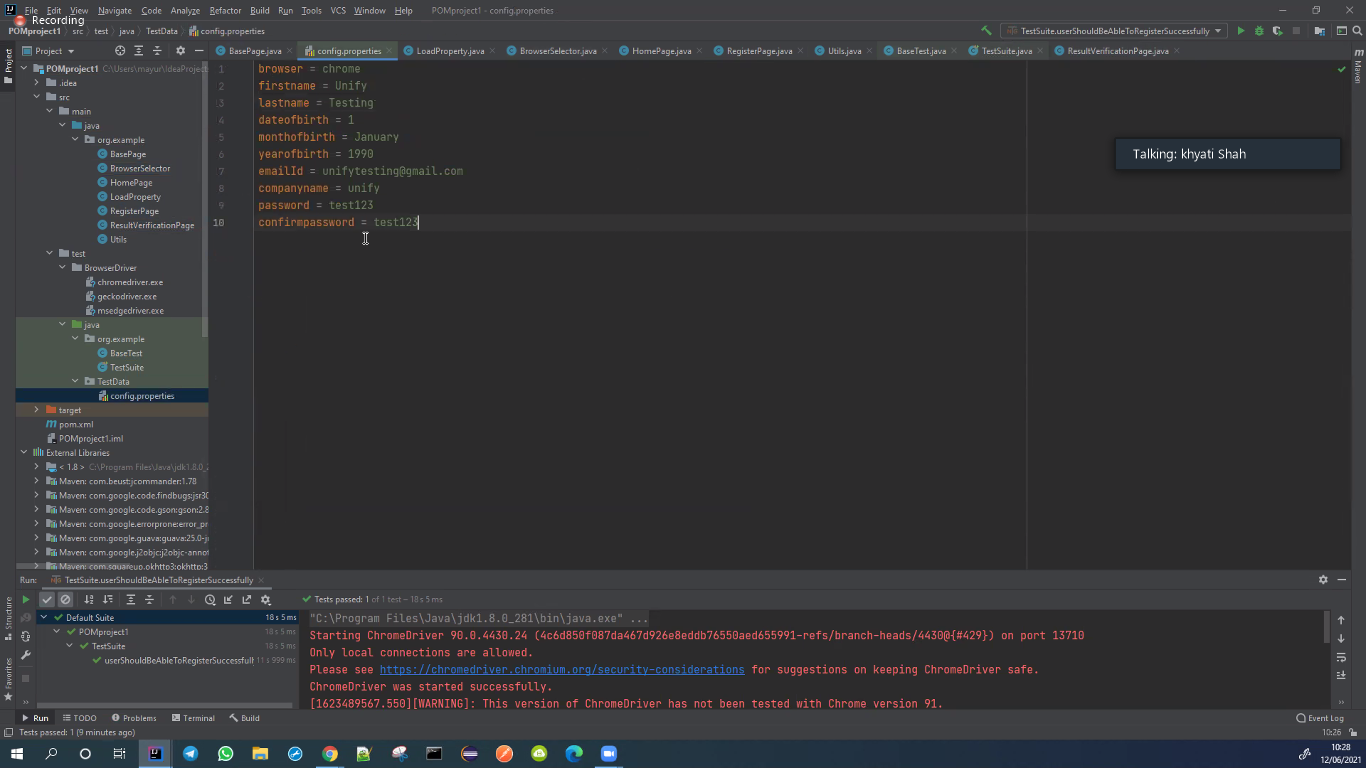 File Edit View Navigate Code Analyze Refactor Build Run Tools VCS Window Help POMproject1 - config.properties
Recording
POMproject1 src test java TestData config.properties TestSuite.userShouldBeAbleToRegisterSuccessfully
Project BasePage.java config.properties LoadProperty.java BrowserSelector.java HomePage.java RegisterPage.java Utils.java BaseTest.java TestSuite.java ResultVerificationPage.java
Project
Maven
Structure
Favorites
POMproject1 C:\Users\mayur\IdeaProject
.idea
src
main
java
org.example
BasePage
BrowserSelector
HomePage
LoadProperty
RegisterPage
ResultVerificationPage
Utils
test
BrowserDriver
chromedriver.exe
geckodriver.exe
msedgedriver.exe
java
org.example
BaseTest
TestSuite
TestData
config.properties
target
pom.xml
POMproject1.iml
External Libraries
< 1.8 > C:\Program Files\Java\jdk1.8.0_2
Maven: com.beust:jcommander:1.78
Maven: com.google.code.findbugs:jsr30
Maven: com.google.code.gson:gson:2.8
Maven: com.google.errorprone:error_pr
Maven: com.google.guava:guava:25.0-j
Maven: com.google.j2objc:j2objc-annot
Maven: com.squareup.okhttp3:okhttp:3
1 browser = chrome
2 firstname = Unify
3 lastname = Testing
4 dateofbirth = 1
5 monthofbirth = January
6 yearofbirth = 1990
7 emailId = unifytesting@gmail.com
8 companyname = unify
9 password = test123
10 confirmpassword = test123
Talking: khyati Shah
Run: TestSuite.userShouldBeAbleToRegisterSuccessfully
Tests passed: 1 of 1 test – 18 s 5 ms
Default Suite 18 s 5 ms
POMproject1 18 s 5 ms
TestSuite 18 s 5 ms
userShouldBeAbleToRegisterSuccessfull 11 s 999 ms
"C:\Program Files\Java\jdk1.8.0_281\bin\java.exe" ...
Starting ChromeDriver 90.0.4430.24 (4c6d850f087da467d926e8eddb76550aed655991-refs/branch-heads/4430@{#429}) on port 13710
Only local connections are allowed.
Please see https://chromedriver.chromium.org/security-considerations for suggestions on keeping ChromeDriver safe.
ChromeDriver was started successfully.
[1623489567.550][WARNING]: This version of ChromeDriver has not been tested with Chrome version 91.
Run TODO Problems Terminal Build Event Log
Tests passed: 1 (9 minutes ago) 10:26
10:28
12/06/2021